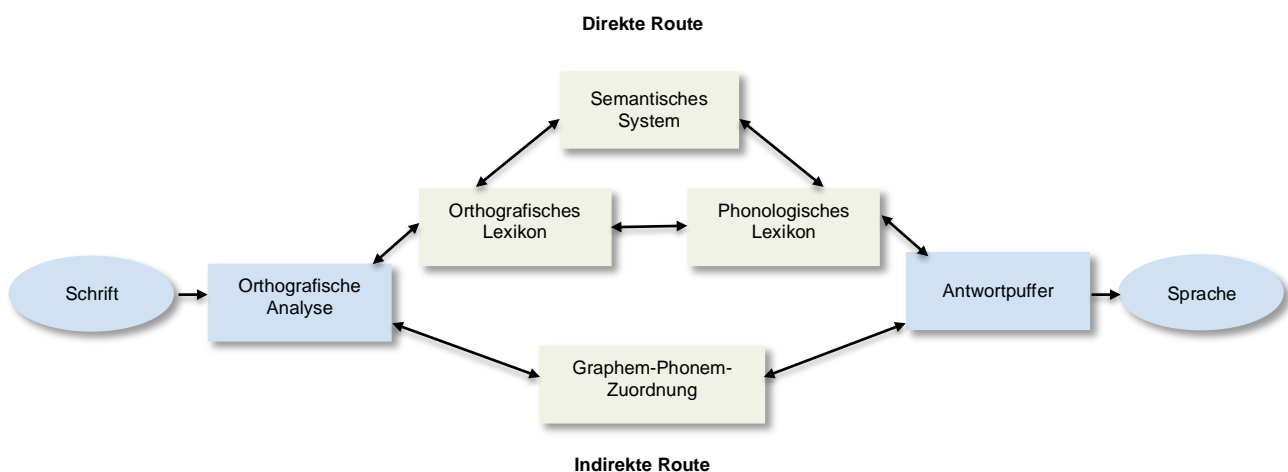 Direkte Route
Semantisches
System
Orthografisches
Lexikon
Phonologisches
Lexikon
Schrift
Orthografische
Analyse
Antwortpuffer
Sprache
Graphem-Phonem-
Zuordnung
Indirekte Route